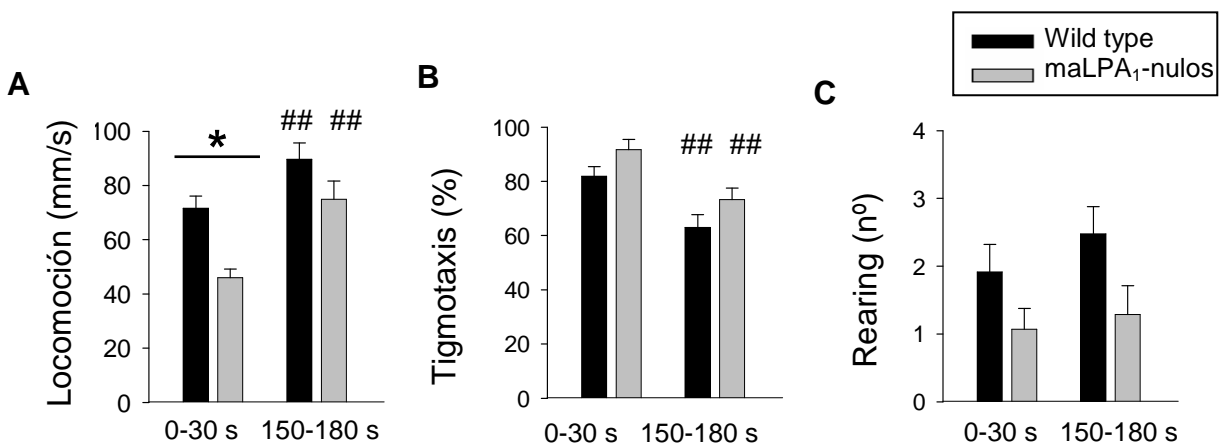 Wild type
maLPA₁-nulos
A
Locomoción (mm/s)
100
80
60
40
20
0
*
## ##
0-30 s 150-180 s
B
Tigmotaxis (%)
100
80
60
40
20
0
## ##
0-30 s 150-180 s
C
Rearing (nº)
4
3
2
1
0
0-30 s 150-180 s